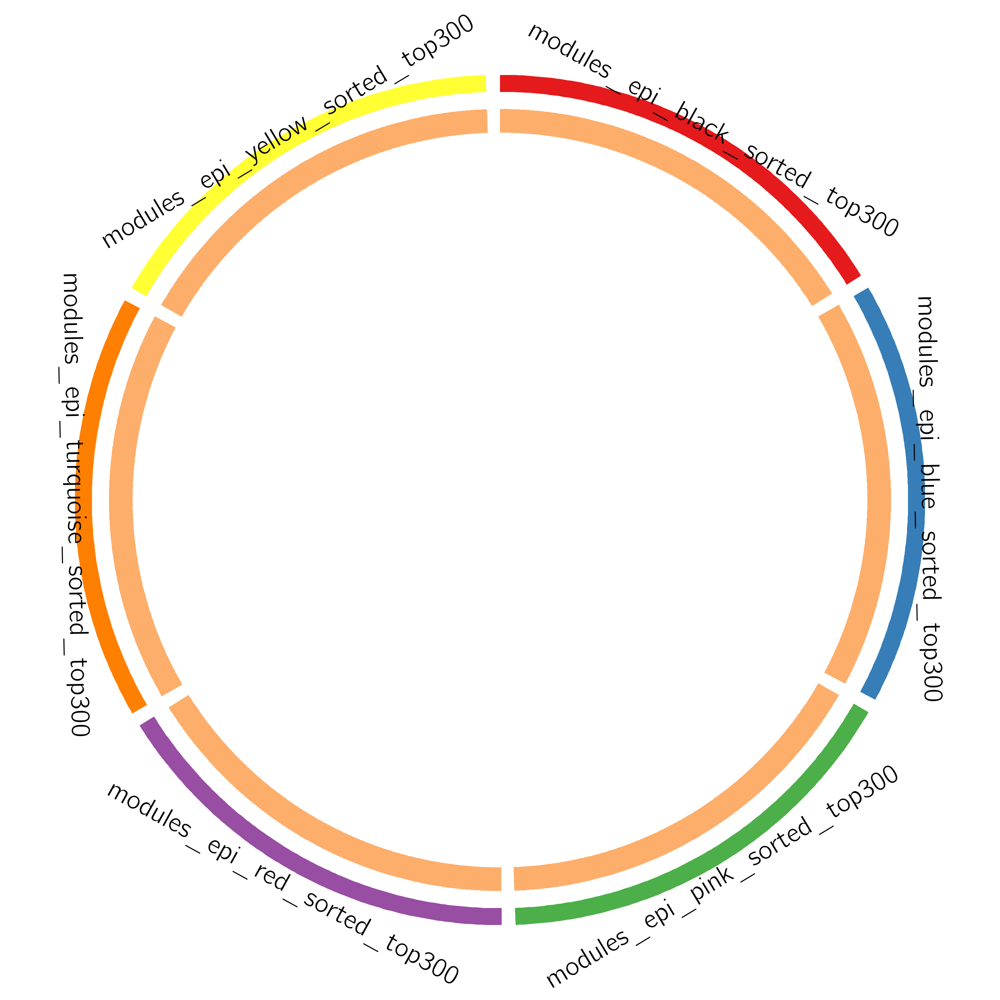 modules_epi_black_sorted_top300
modules_epi_blue_sorted_top300
modules_epi_pink_sorted_top300
modules_epi_red_sorted_top300
modules_epi_turquoise_sorted_top300
modules_epi_yellow_sorted_top300